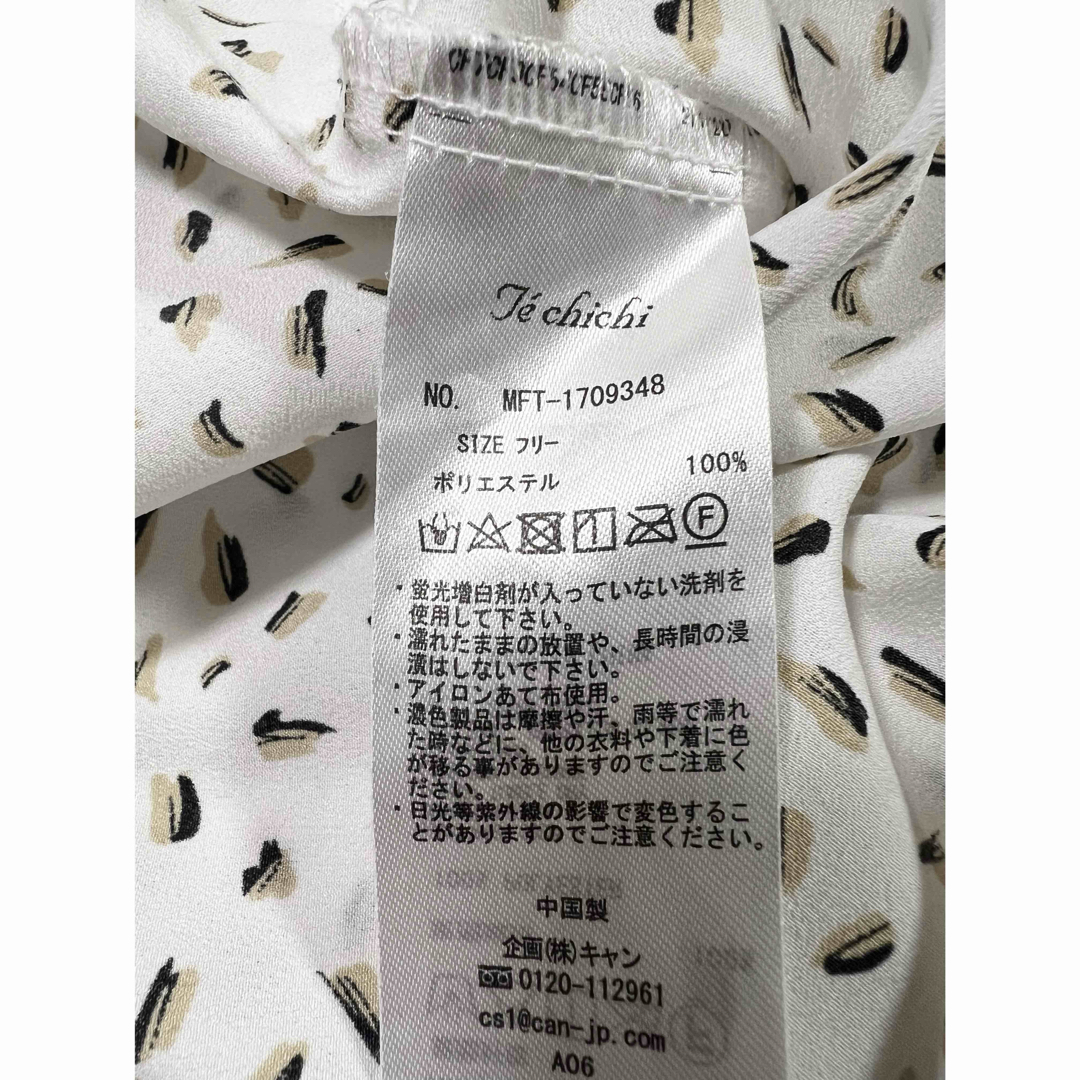 Té chichi
NO. MFT-1709348
SIZE フリー
ポリエステル 100%
F
・蛍光増白剤が入っていない洗剤を
使用して下さい。
・濡れたままの放置や、長時間の浸
漬はしないで下さい。
・アイロンあて布使用。
・濃色製品は摩擦や汗、雨等で濡れ
た時などに、他の衣料や下着に色
が移る事がありますのでご注意く
ださい。
・日光等紫外線の影響で変色するこ
とがありますのでご注意ください。
中国製
企画(株)キャン
0120-112961
cs1@can-jp.com
A06